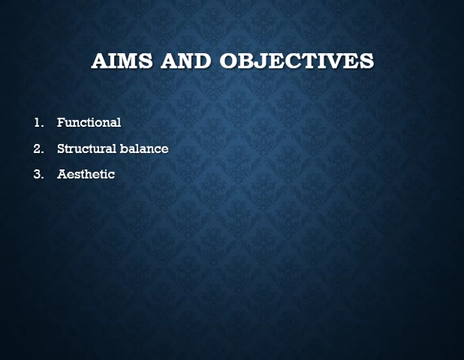 AIMS AND OBJECTIVES
1. Functional
2. Structural balance
3. Aesthetic